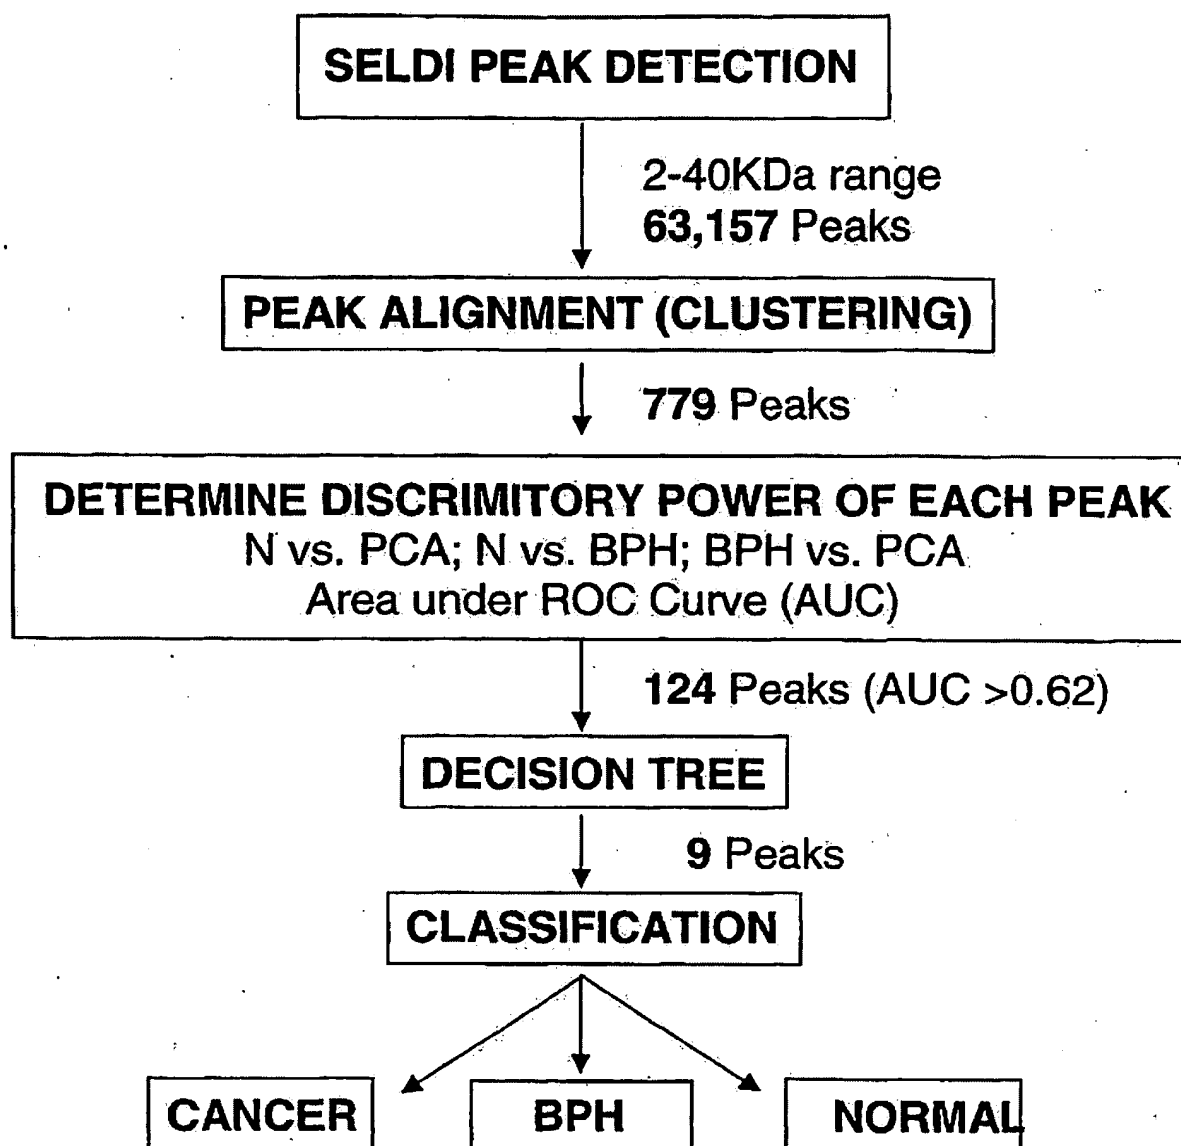 SELDI PEAK DETECTION
2-40KDa range
63,157 Peaks
PEAK ALIGNMENT (CLUSTERING)
779 Peaks
DETERMINE DISCRIMITORY POWER OF EACH PEAK
N vs. PCA; N vs. BPH; BPH vs. PCA
Area under ROC Curve (AUC)
124 Peaks (AUC >0.62)
DECISION TREE
9 Peaks
CLASSIFICATION
CANCER
BPH
NORMAL